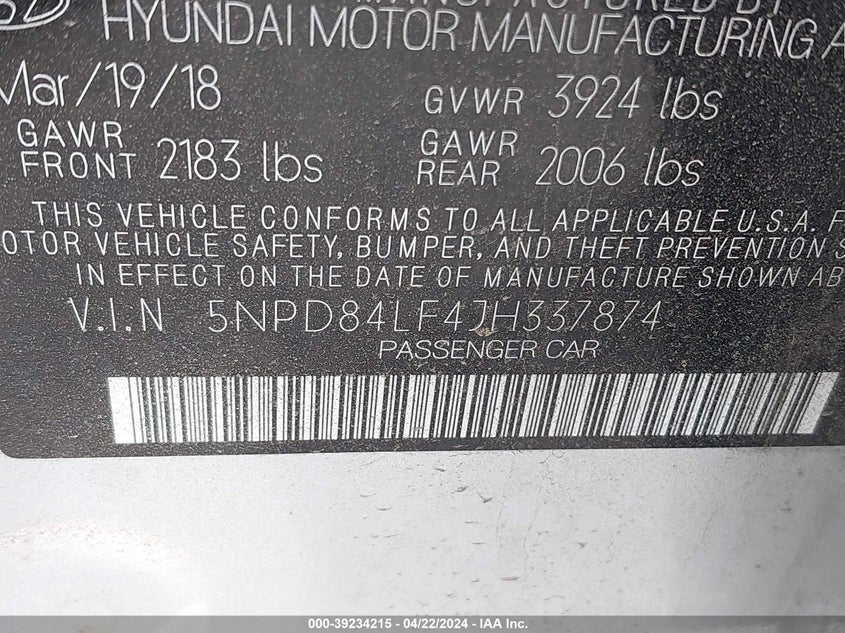 MANUFACTURED BY
HYUNDAI MOTOR MANUFACTURING A
Mar/19/18 GVWR 3924 lbs
GAWR FRONT 2183 lbs GAWR REAR 2006 lbs
THIS VEHICLE CONFORMS TO ALL APPLICABLE U.S.A. F
OTOR VEHICLE SAFETY, BUMPER, AND THEFT PREVENTION S
IN EFFECT ON THE DATE OF MANUFACTURE SHOWN AB
V.I.N 5NPD84LF4JH337874
PASSENGER CAR
000-39234215 - 04/22/2024 - IAA Inc.